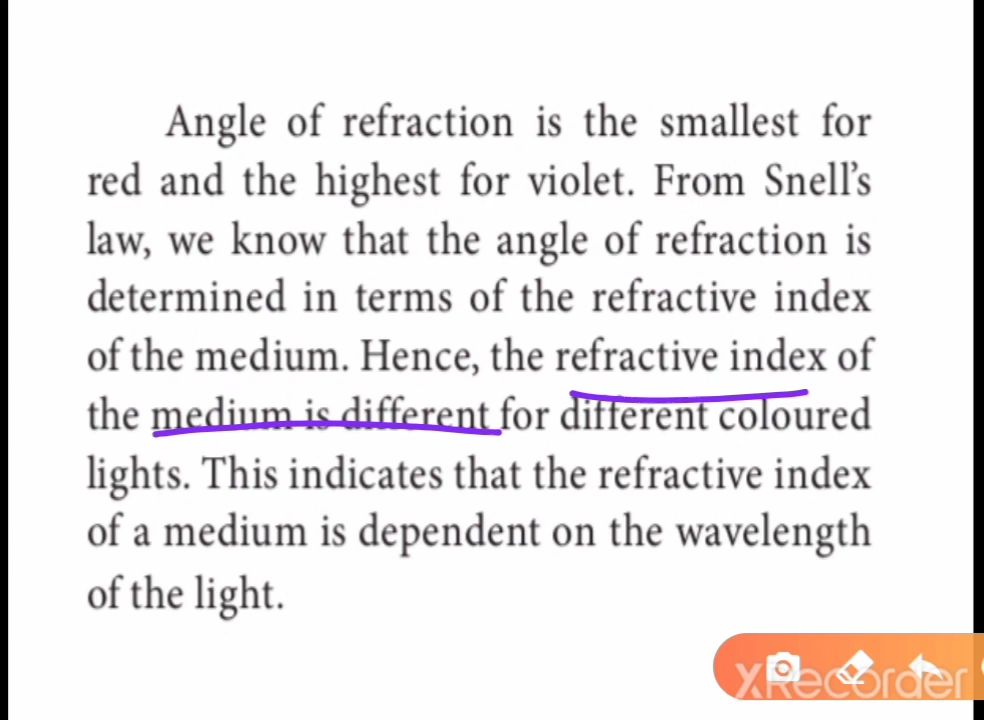 Angle of refraction is the smallest for
red and the highest for violet. From Snell’s
law, we know that the angle of refraction is
determined in terms of the refractive index
of the medium. Hence, the refractive index of
the medium is different for different coloured
lights. This indicates that the refractive index
of a medium is dependent on the wavelength
of the light.
XRecorder